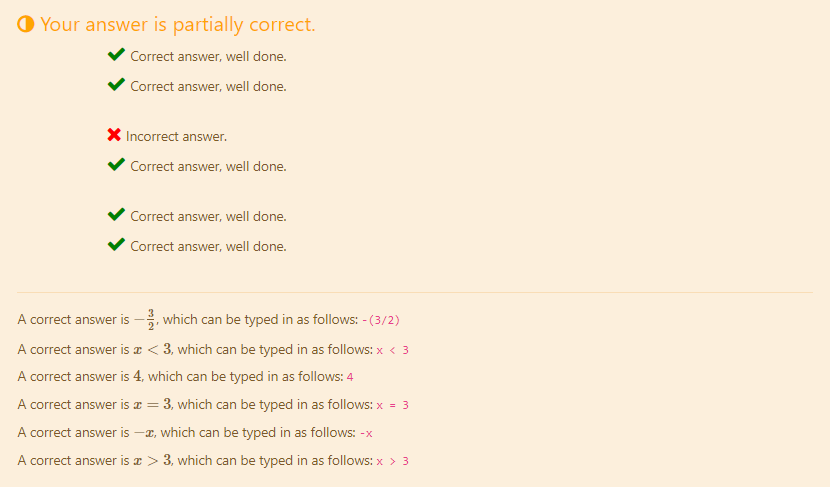 Your answer is partially correct.
Correct answer, well done.
Correct answer, well done.
Incorrect answer.
Correct answer, well done.
Correct answer, well done.
Correct answer, well done.
A correct answer is −3/2, which can be typed in as follows: -(3/2)
A correct answer is x < 3, which can be typed in as follows: x < 3
A correct answer is 4, which can be typed in as follows: 4
A correct answer is x = 3, which can be typed in as follows: x = 3
A correct answer is −x, which can be typed in as follows: -x
A correct answer is x > 3, which can be typed in as follows: x > 3